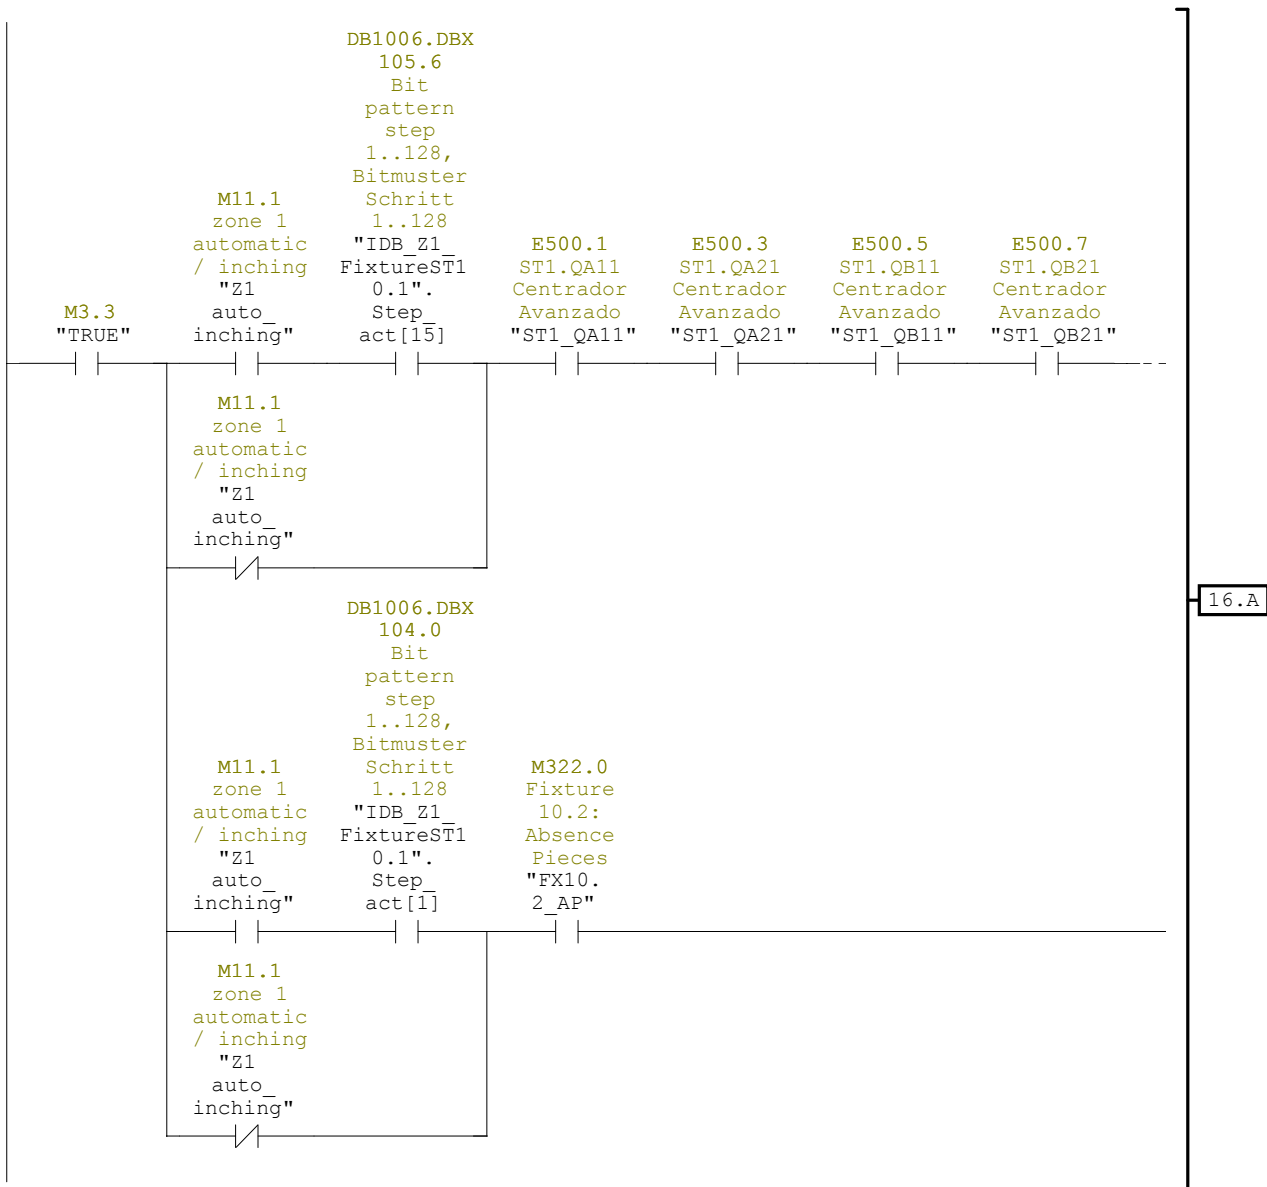 DB1006.DBX
105.6
Bit
pattern
step
1..128,
Bitmuster
Schritt
1..128
"IDB_Z1_
FixtureST1
0.1".
Step_
act[15]
M3.3
"TRUE"
M11.1
zone 1
automatic
/ inching
"Z1
auto_
inching"
E500.1
ST1.QA11
Centrador
Avanzado
"ST1_QA11"
E500.3
ST1.QA21
Centrador
Avanzado
"ST1_QA21"
E500.5
ST1.QB11
Centrador
Avanzado
"ST1_QB11"
E500.7
ST1.QB21
Centrador
Avanzado
"ST1_QB21"
M11.1
zone 1
automatic
/ inching
"Z1
auto_
inching"
16.A
DB1006.DBX
104.0
Bit
pattern
step
1..128,
Bitmuster
Schritt
1..128
"IDB_Z1_
FixtureST1
0.1".
Step_
act[1]
M11.1
zone 1
automatic
/ inching
"Z1
auto_
inching"
M322.0
Fixture
10.2:
Absence
Pieces
"FX10.
2_AP"
M11.1
zone 1
automatic
/ inching
"Z1
auto_
inching"